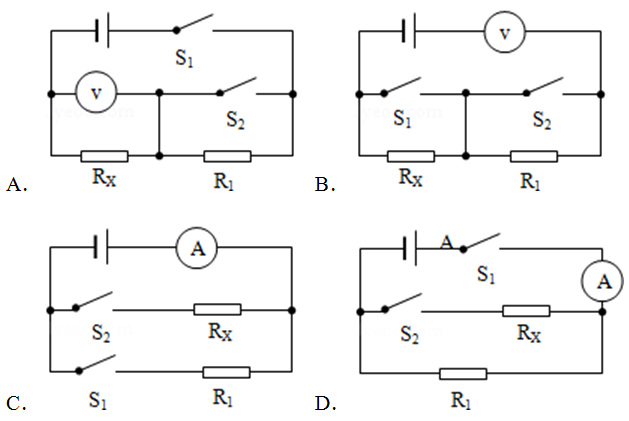 S1
v
S2
A. RX R1
v
S1 S2
B. RX R1
A
S2 RX
C. S1 R1
A
S1
A
S2 RX
D. R1